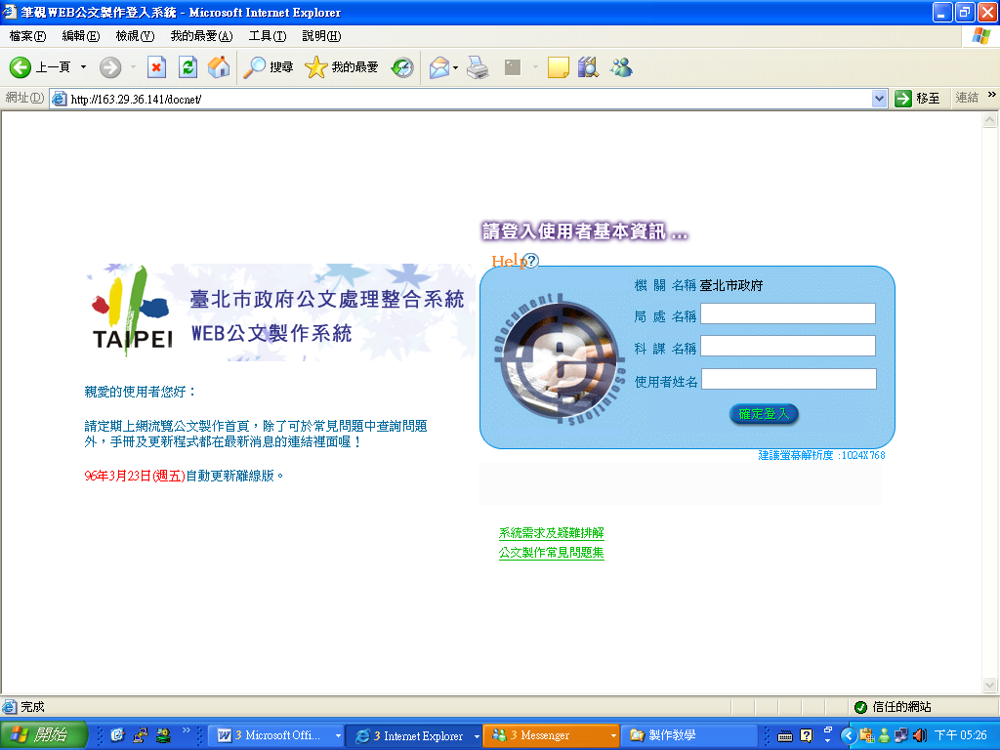 筆硯WEB公文製作登入系統 - Microsoft Internet Explorer
檔案(F) 編輯(E) 檢視(V) 我的最愛(A) 工具(T) 說明(H)
上一頁 搜尋 我的最愛
網址(D) http://163.29.36.141/docnet/ 移至 連結 »
請登入使用者基本資訊 ...
Help?
臺北市政府公文處理整合系統
WEB公文製作系統
TAIPEI
eDocument eSolutions
機 關 名稱 臺北市政府
局 處 名稱
科 課 名稱
使用者姓名
確定登入
建議螢幕解析度 :1024X768
親愛的使用者您好：
請定期上網流覽公文製作首頁，除了可於常見問題中查詢問題
外，手冊及更新程式都在最新消息的連結裡面喔！
96年3月23日(週五)自動更新離線版。
系統需求及疑難排解
公文製作常見問題集
完成 信任的網站
開始 » 3 Microsoft Offi... 3 Internet Explorer 3 Messenger 製作教學 下午 05:26